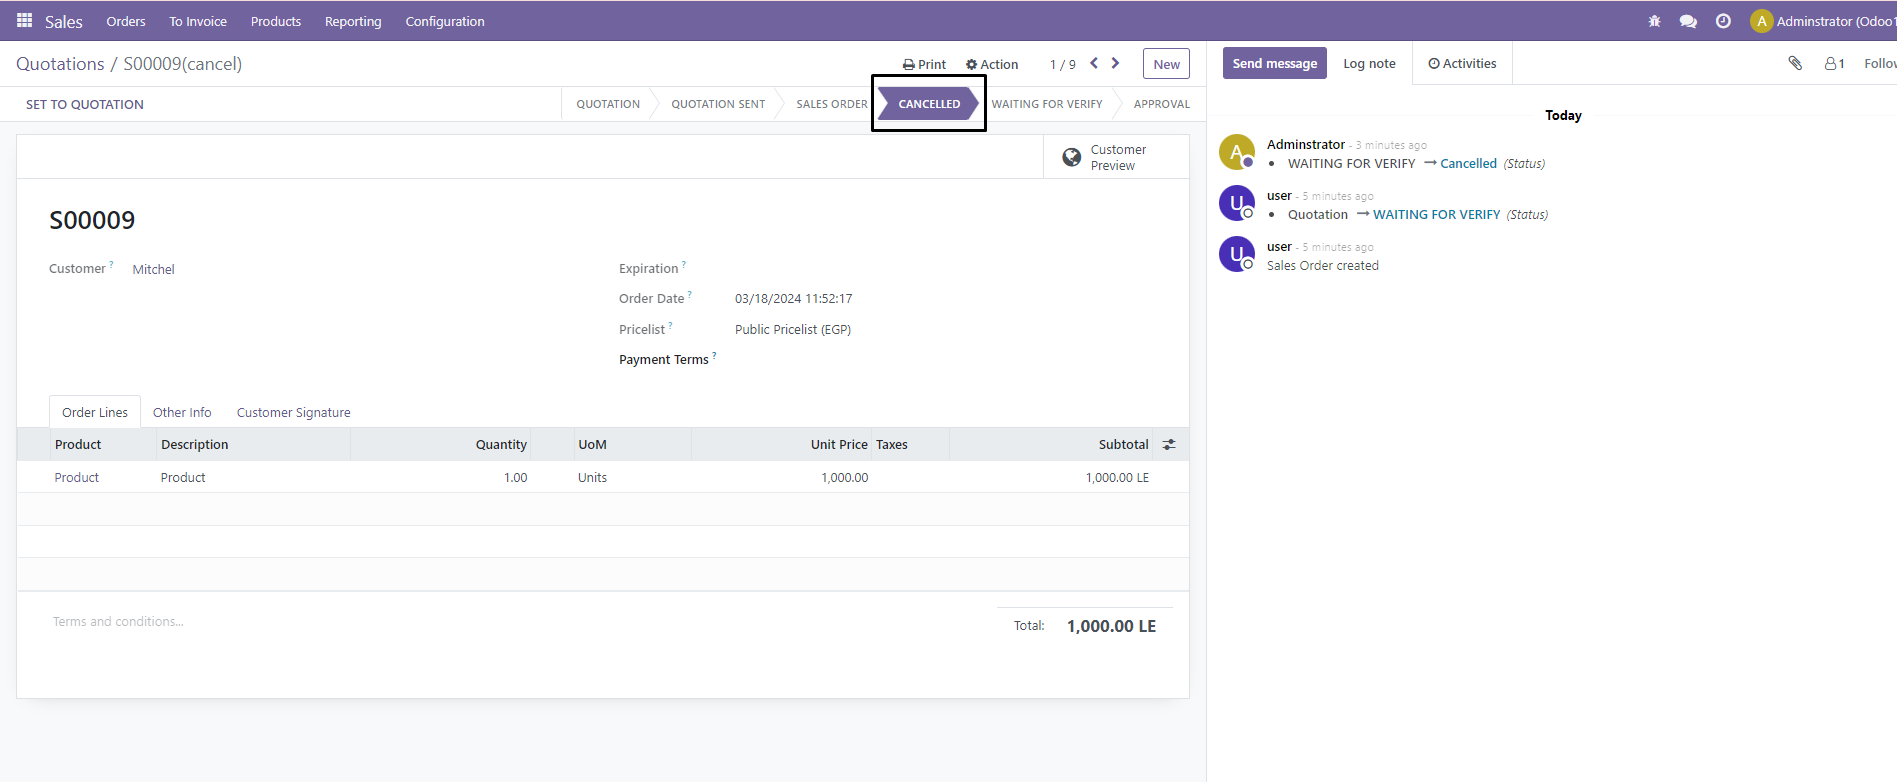 Sales Orders To Invoice Products Reporting Configuration A Adminstrator (Odoo1
Quotations / S00009(cancel) Print Action 1 / 9 New Send message Log note Activities 1 Follow
SET TO QUOTATION QUOTATION QUOTATION SENT SALES ORDER CANCELLED WAITING FOR VERIFY APPROVAL
Customer
Preview
S00009
Customer ? Mitchel
Expiration ?
Order Date ? 03/18/2024 11:52:17
Pricelist ? Public Pricelist (EGP)
Payment Terms ?
Order Lines Other Info Customer Signature
Product Description Quantity UoM Unit Price Taxes Subtotal
Product Product 1.00 Units 1,000.00 1,000.00 LE
Terms and conditions...
Total: 1,000.00 LE
Today
A Adminstrator - 3 minutes ago
• WAITING FOR VERIFY → Cancelled (Status)
U user - 5 minutes ago
• Quotation → WAITING FOR VERIFY (Status)
U user - 5 minutes ago
Sales Order created